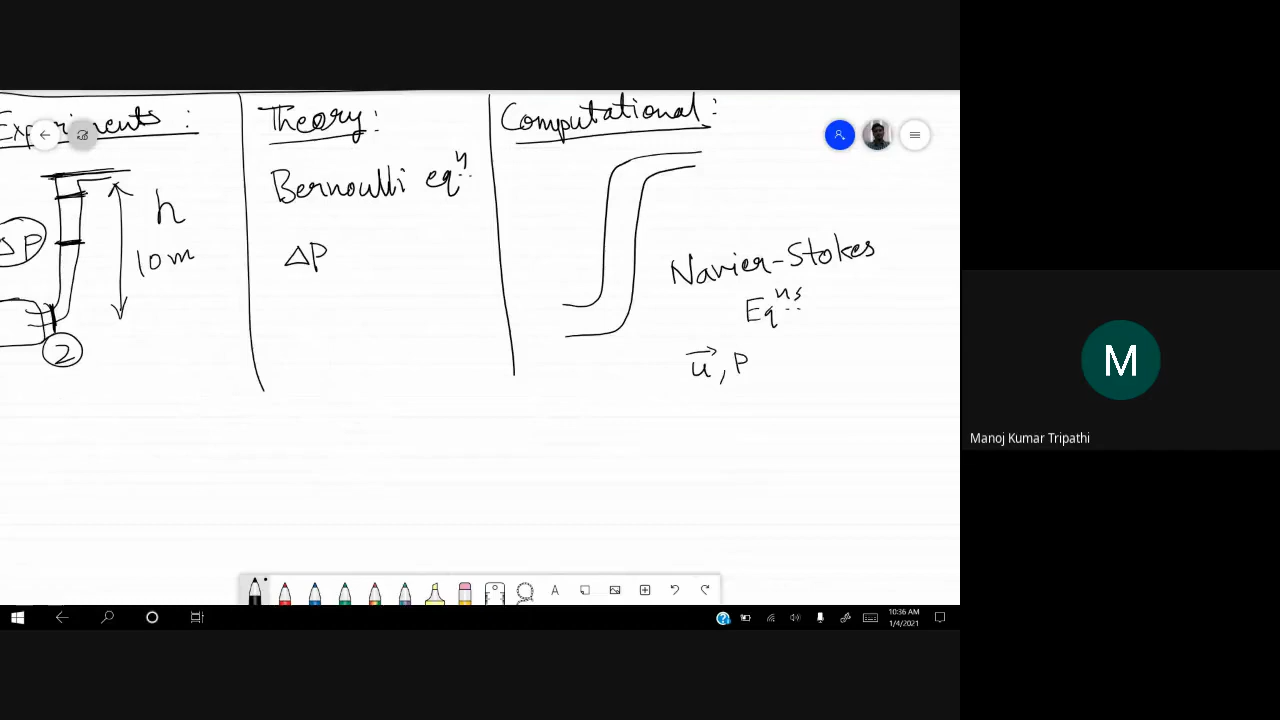 Experiments :
h
10 m
ΔP
2
Theory :
Bernoulli eqⁿ..
ΔP
Computational :
Navier-Stokes
Eqⁿˢ..
u⃗, P
M
Manoj Kumar Tripathi
A
10:36 AM
1/4/2021